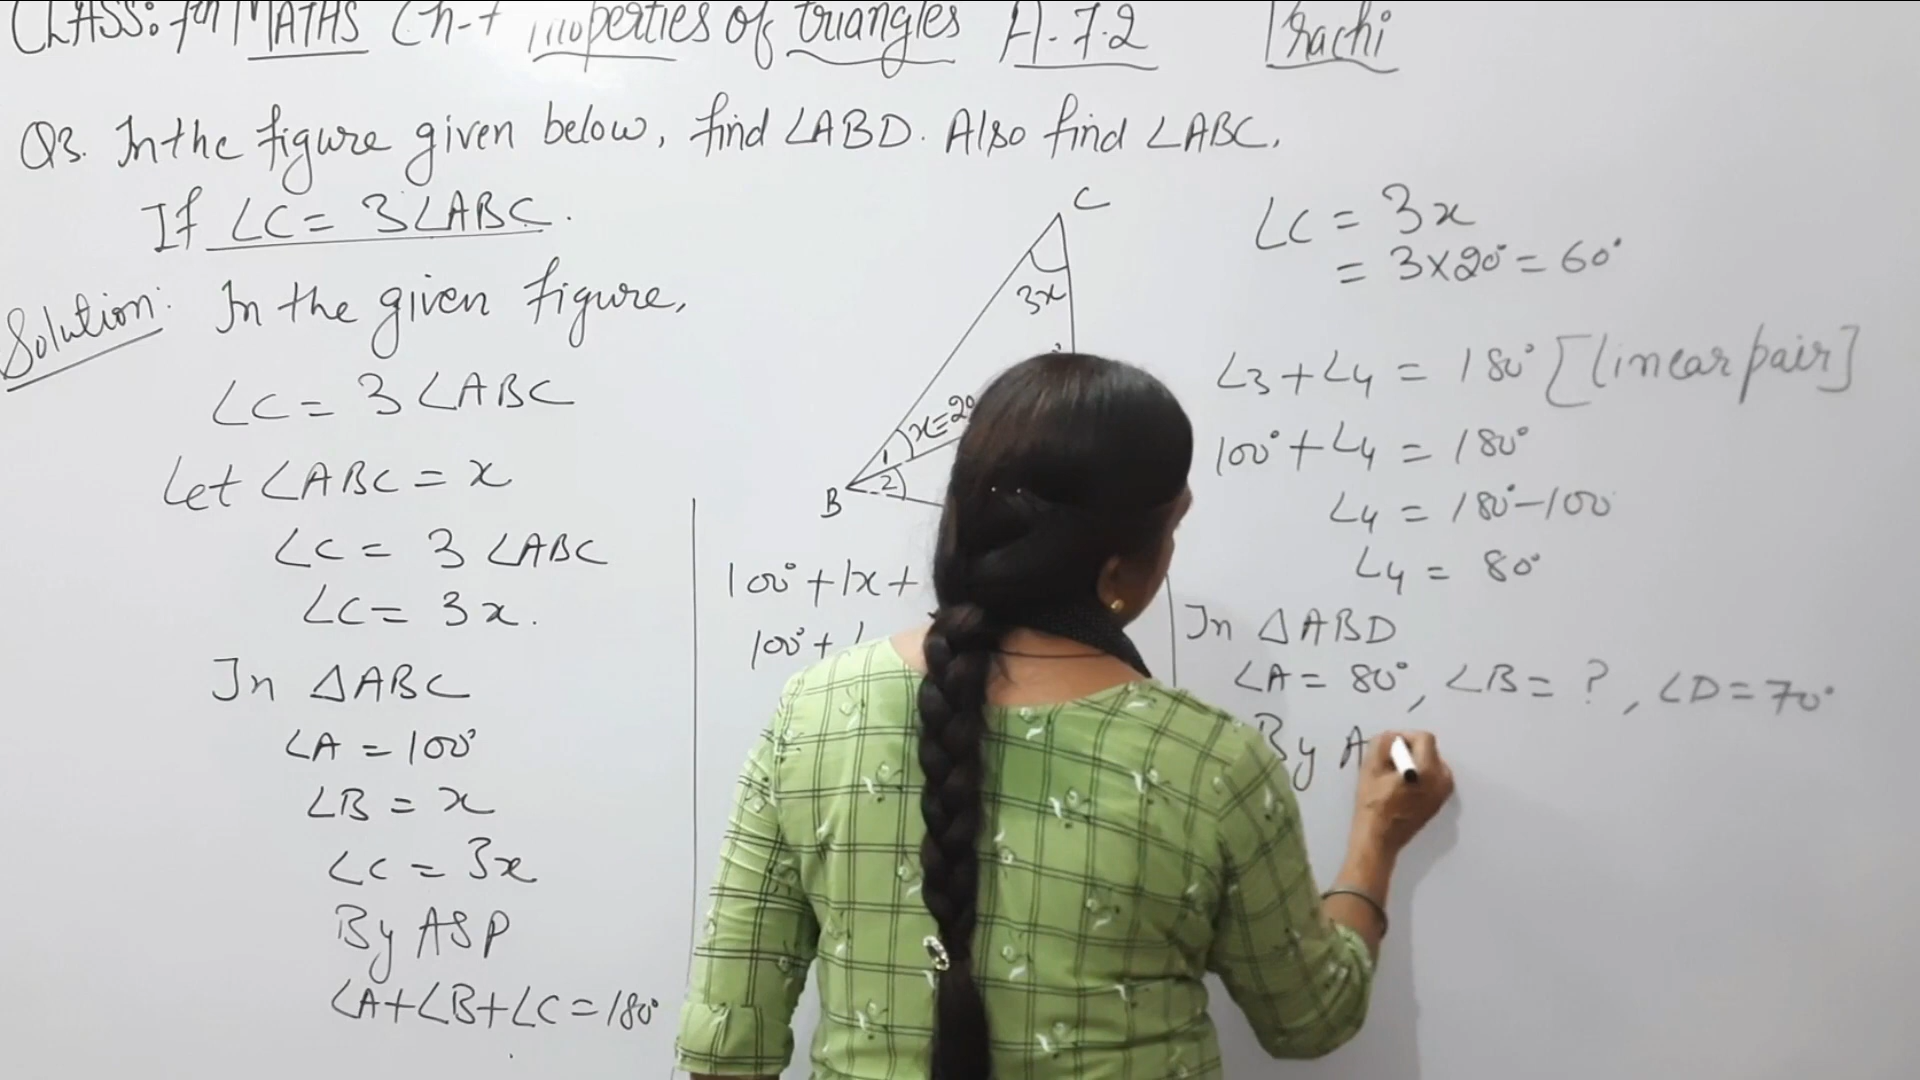 CLASS: 7th MATHS Ch-7 Properties of triangles A-7.2 Prachi
Q3. In the figure given below, find ∠ABD. Also find ∠ABC,
If ∠C = 3∠ABC.
Solution: In the given figure,
∠C = 3∠ABC
Let ∠ABC = x
∠C = 3 ∠ABC
∠C = 3x.
In △ABC
∠A = 100°
∠B = x
∠C = 3x
By ASP
∠A+∠B+∠C = 180°
C
3x
x=20
1
2
B
100° + 1x +
100° +
∠C = 3x
= 3×20° = 60°
∠3+∠4 = 180° [linear pair]
100°+∠4 = 180°
∠4 = 180°-100
∠4 = 80°
In △ABD
∠A = 80°, ∠B = ?, ∠D = 70°
By A